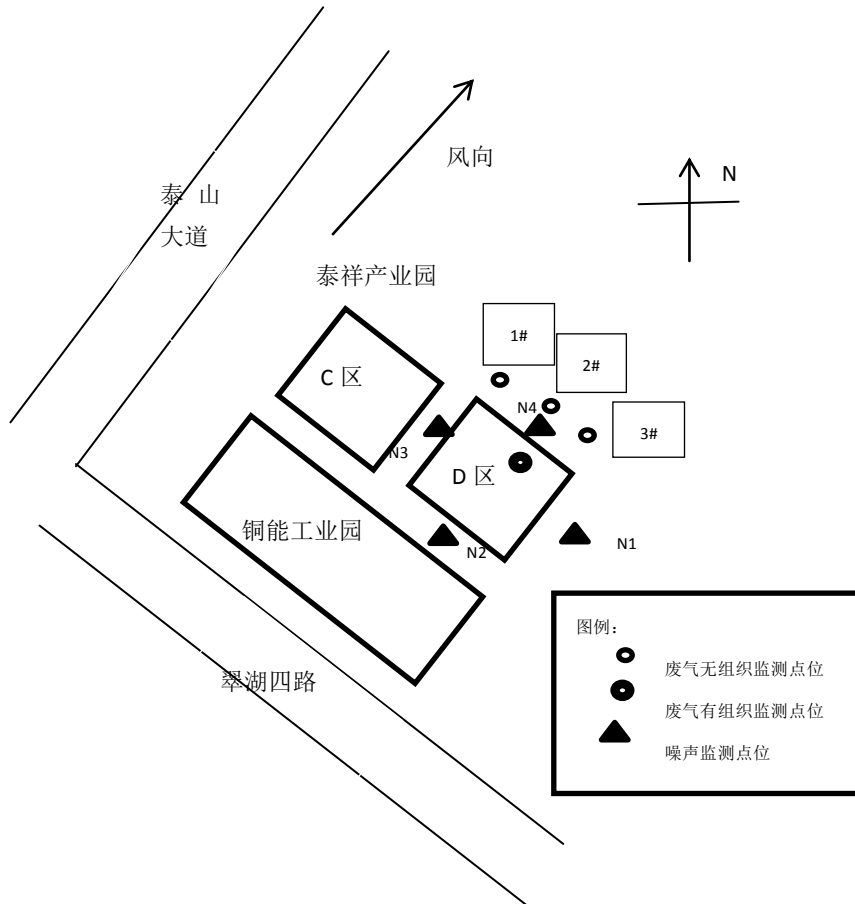 风向
N
泰 山
大道
泰祥产业园
1#
2#
C 区
N4
3#
N3
D 区
铜能工业园
N2
N1
图例：
废气无组织监测点位
翠湖四路
废气有组织监测点位
噪声监测点位